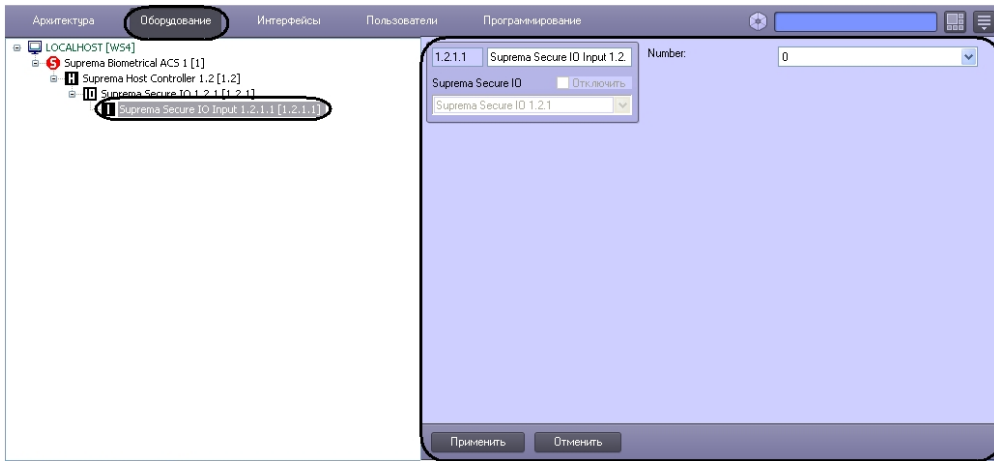 Архитектура Оборудование Интерфейсы Пользователи Программирование
LOCALHOST [WS4]
Suprema Biometrical ACS 1 [1]
Suprema Host Controller 1.2 [1.2]
Suprema Secure IO 1.2.1 [1.2.1]
Suprema Secure IO Input 1.2.1.1 [1.2.1.1]
1.2.1.1 Suprema Secure IO Input 1.2.
Suprema Secure IO Отключить
Suprema Secure IO 1.2.1
Number: 0
Применить Отменить